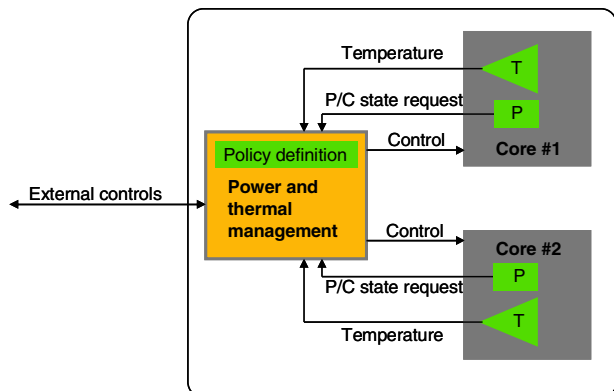 Temperature
T
P/C state request
P
Control
Core #1
Policy definition
Power and
thermal
management
External controls
Control
Core #2
P
P/C state request
T
Temperature